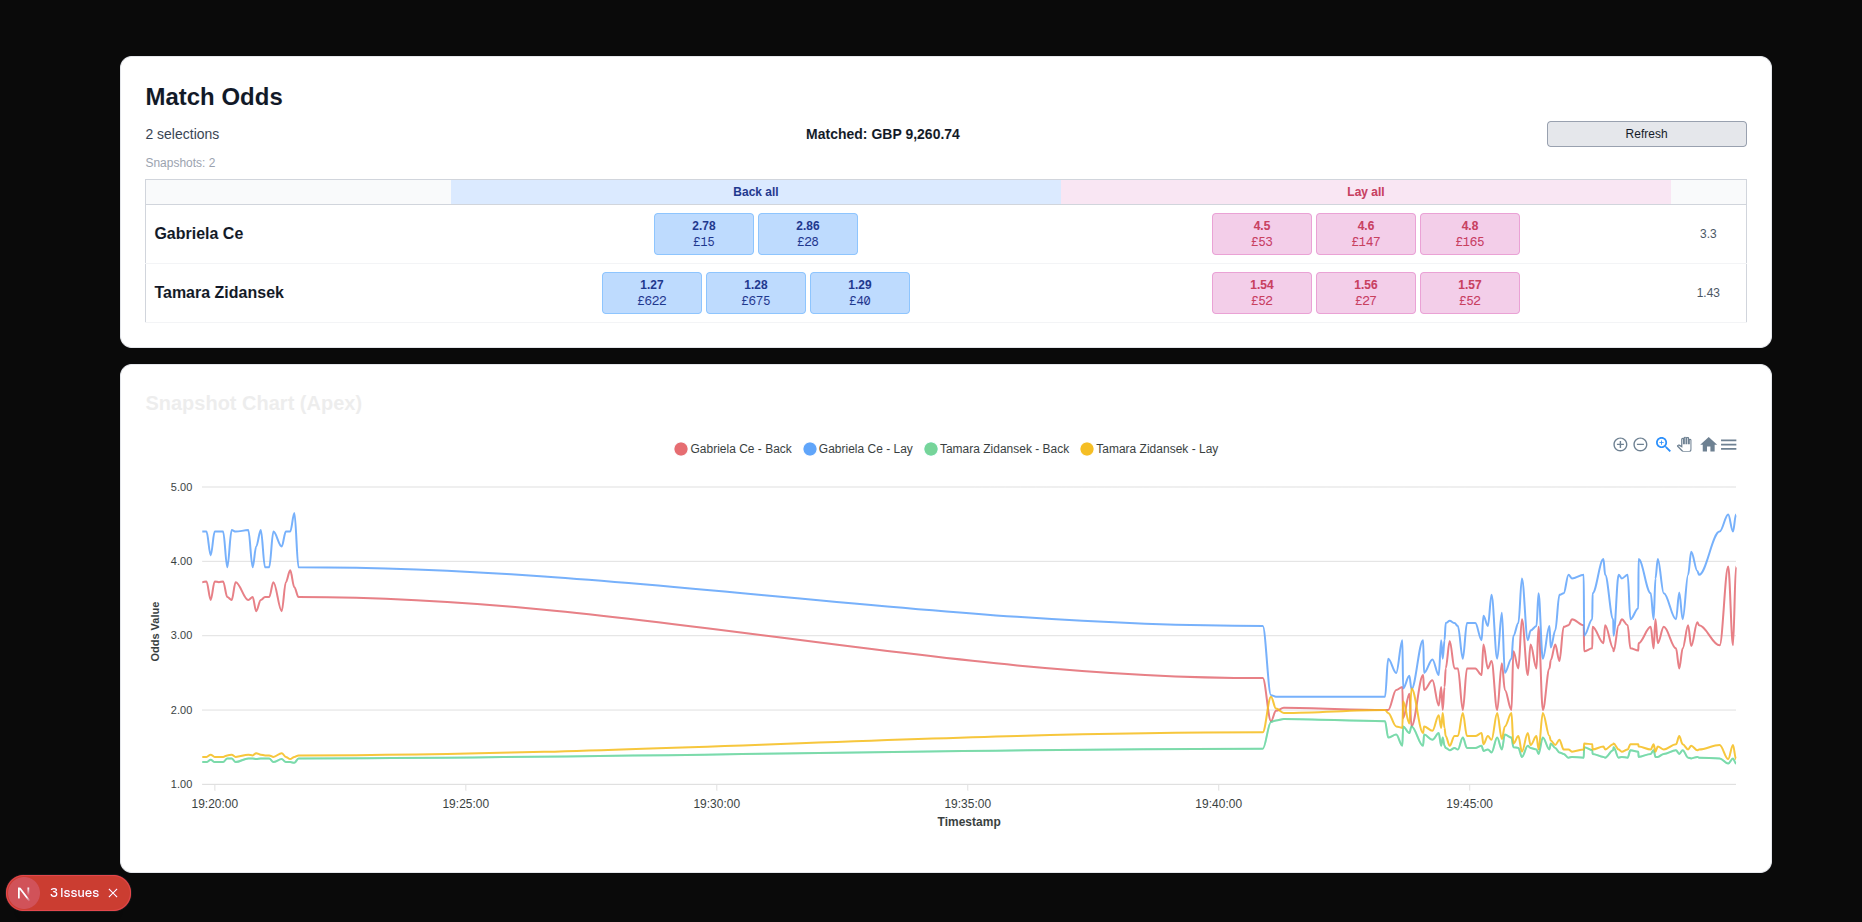 Match Odds
2 selections Matched: GBP 9,260.74 Refresh
Snapshots: 2
Back all Lay all
Gabriela Ce 2.78 2.86 4.5 4.6 4.8 3.3
£15 £28 £53 £147 £165
Tamara Zidansek 1.27 1.28 1.29 1.54 1.56 1.57 1.43
£622 £675 £40 £52 £27 £52
Snapshot Chart (Apex)
Gabriela Ce - Back Gabriela Ce - Lay Tamara Zidansek - Back Tamara Zidansek - Lay
5.00
4.00
3.00
2.00
1.00
Odds Value
19:20:00 19:25:00 19:30:00 19:35:00 19:40:00 19:45:00
Timestamp
N 3 Issues